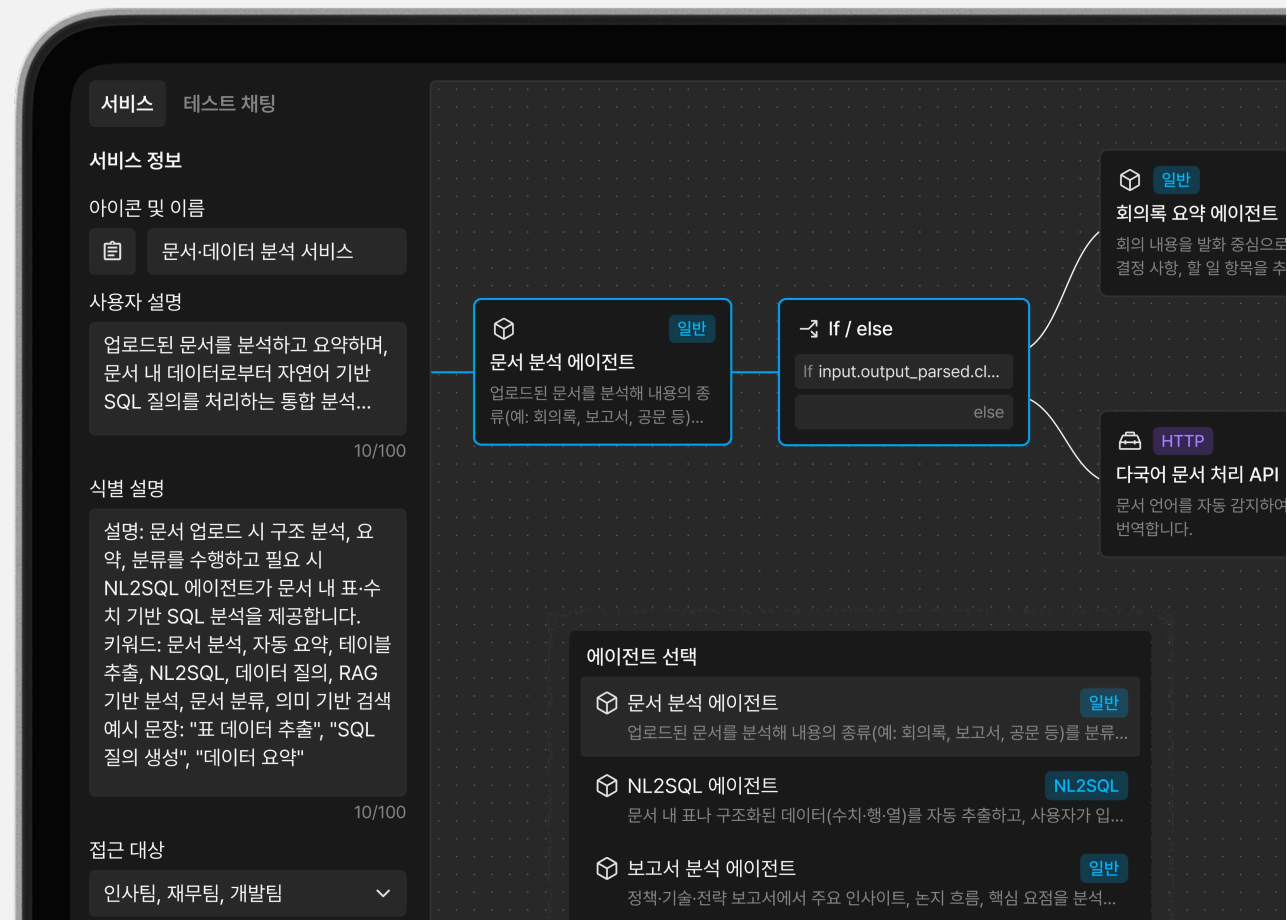 서비스 테스트 채팅
서비스 정보
아이콘 및 이름
문서·데이터 분석 서비스
사용자 설명
업로드된 문서를 분석하고 요약하며,
문서 내 데이터로부터 자연어 기반
SQL 질의를 처리하는 통합 분석...
10/100
식별 설명
설명: 문서 업로드 시 구조 분석, 요
약, 분류를 수행하고 필요 시
NL2SQL 에이전트가 문서 내 표·수
치 기반 SQL 분석을 제공합니다.
키워드: 문서 분석, 자동 요약, 테이블
추출, NL2SQL, 데이터 질의, RAG
기반 분석, 문서 분류, 의미 기반 검색
예시 문장: "표 데이터 추출", "SQL
질의 생성", "데이터 요약"
10/100
접근 대상
인사팀, 재무팀, 개발팀
일반
문서 분석 에이전트
업로드된 문서를 분석해 내용의 종
류(예: 회의록, 보고서, 공문 등)...
If / else
If input.output_parsed.cl...
else
일반
회의록 요약 에이전트
회의 내용을 발화 중심으로
결정 사항, 할 일 항목을 추
HTTP
다국어 문서 처리 API
문서 언어를 자동 감지하여
번역합니다.
에이전트 선택
문서 분석 에이전트 일반
업로드된 문서를 분석해 내용의 종류(예: 회의록, 보고서, 공문 등)를 분류...
NL2SQL 에이전트 NL2SQL
문서 내 표나 구조화된 데이터(수치·행·열)를 자동 추출하고, 사용자가 입...
보고서 분석 에이전트 일반
정책·기술·전략 보고서에서 주요 인사이트, 논지 흐름, 핵심 요점을 분석...